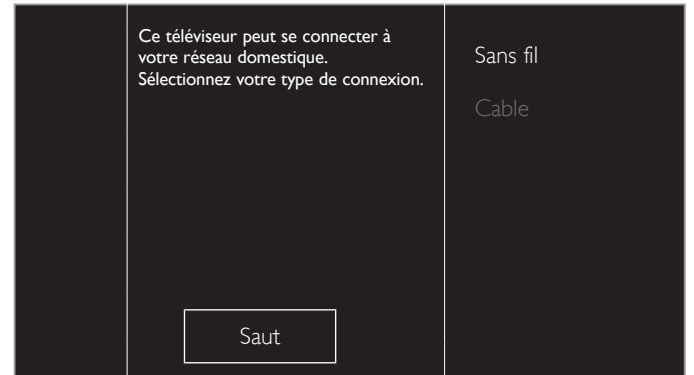 Ce téléviseur peut se connecter à
votre réseau domestique.
Sélectionnez votre type de connexion.
Sans fil
Cable
Saut